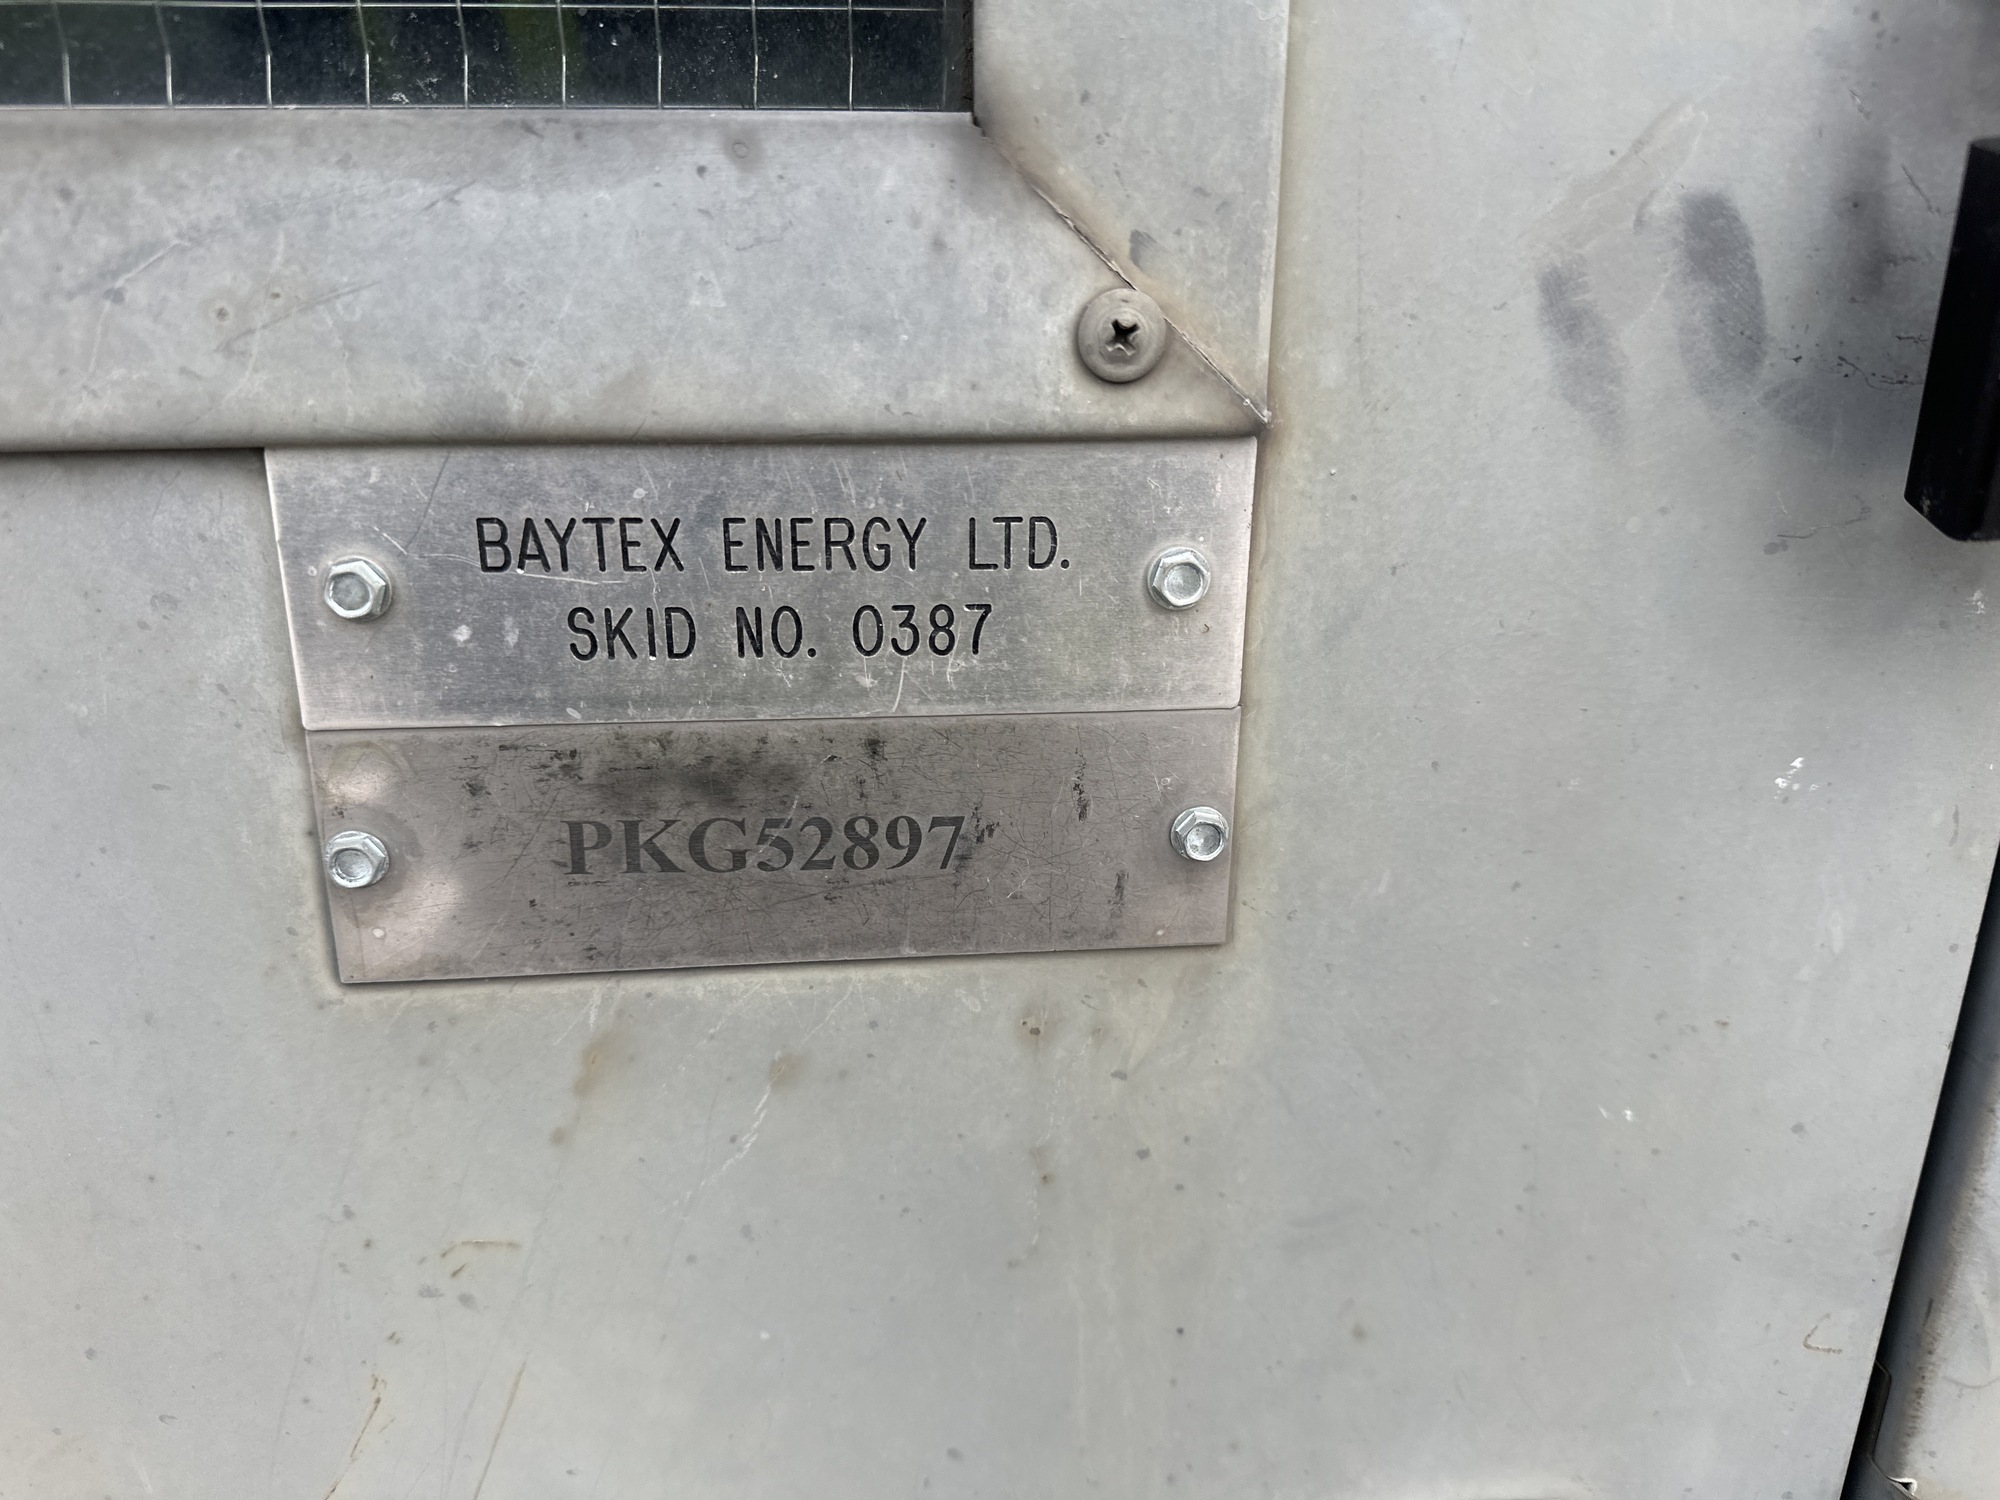 BAYTEX ENERGY LTD.
SKID NO. 0387
PKG52897